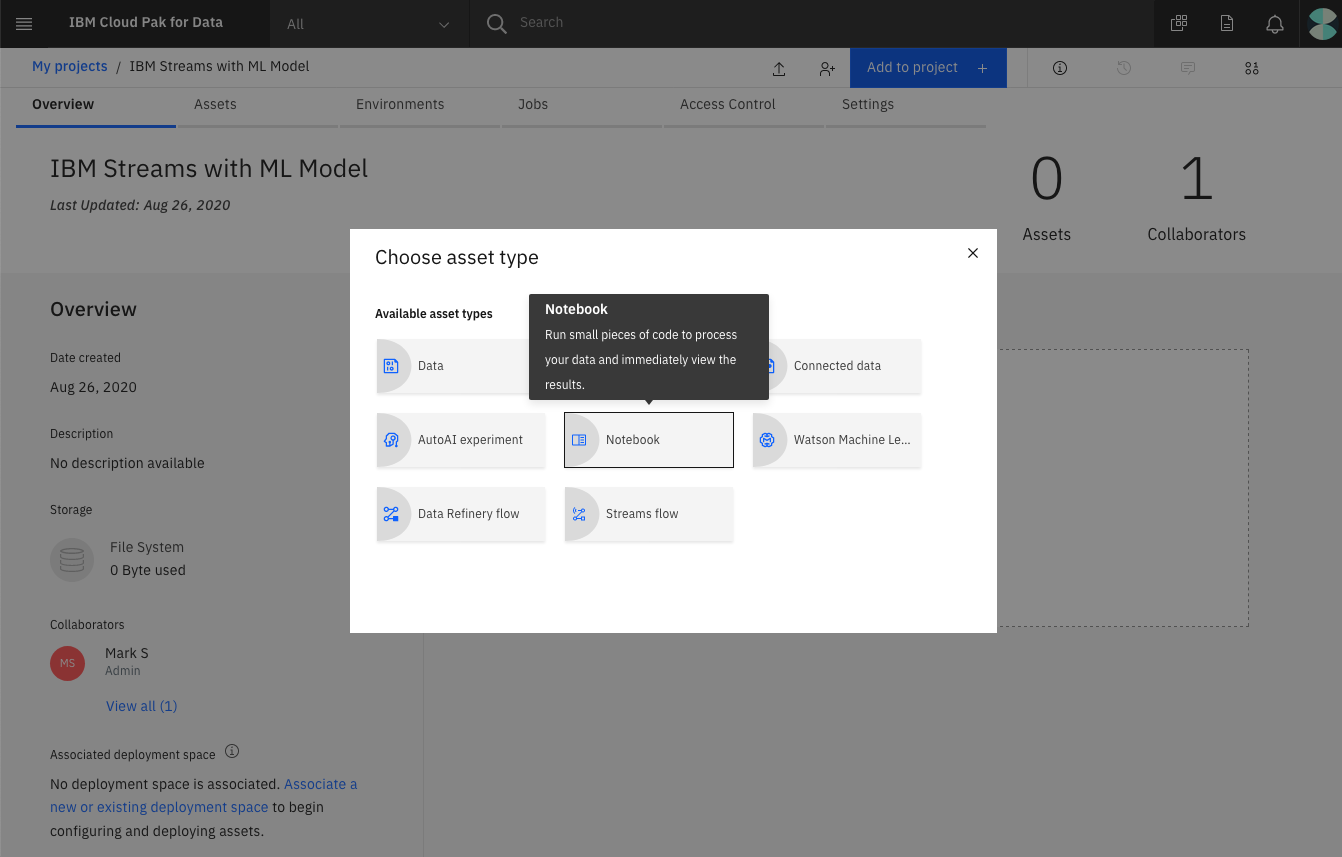 IBM Cloud Pak for Data
All
Search
My projects / IBM Streams with ML Model
Add to project +
Overview
Assets
Environments
Jobs
Access Control
Settings
IBM Streams with ML Model
Last Updated: Aug 26, 2020
0
Assets
1
Collaborators
Overview
Date created
Aug 26, 2020
Description
No description available
Storage
File System
0 Byte used
Collaborators
MS
Mark S
Admin
View all (1)
Associated deployment space
No deployment space is associated. Associate a
new or existing deployment space to begin
configuring and deploying assets.
Choose asset type
Available asset types
Notebook
Run small pieces of code to process
your data and immediately view the
results.
Data
Connected data
AutoAI experiment
Notebook
Watson Machine Le...
Data Refinery flow
Streams flow